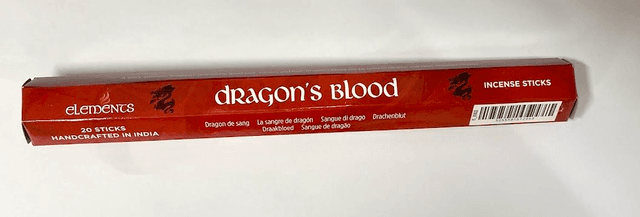 elements
20 STICKS
HANDCRAFTED IN INDIA
dragon's blood
Dragon de sang La sangre de dragón Sangue di drago Drachenblut
Draakbloed Sangue de dragão
INCENSE STICKS